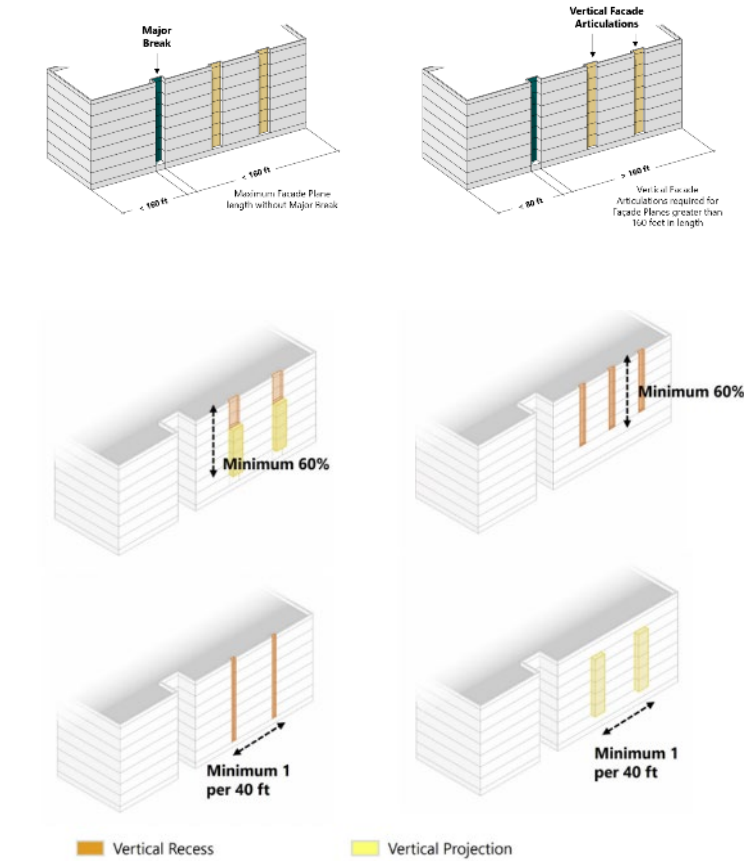 Major
Break
< 160 ft
< 160 ft
Maximum Facade Plane
length without Major Break
Vertical Facade
Articulations
< 80 ft
> 160 ft
Vertical Facade
Articulations required for
Façade Planes greater than
160 feet in length
Minimum 60%
Minimum 60%
Minimum 1
per 40 ft
Minimum 1
per 40 ft
Vertical Recess
Vertical Projection